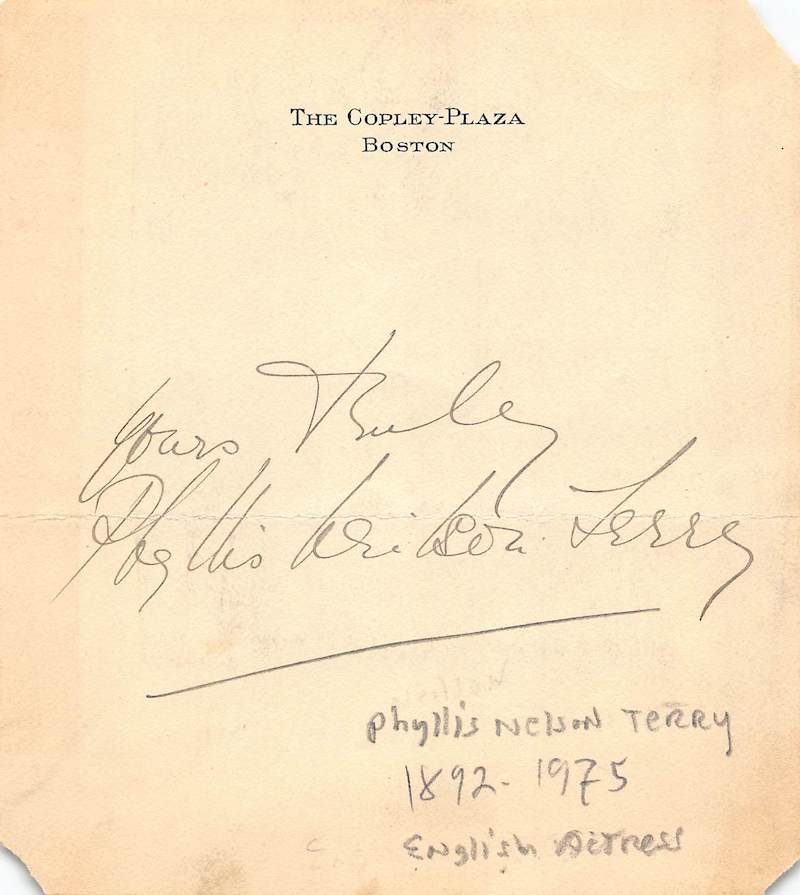 THE COPLEY-PLAZA
BOSTON
Yours Truly
Phyllis Neilson Terry
Phyllis Nelson Terry
1892-1975
English Actress